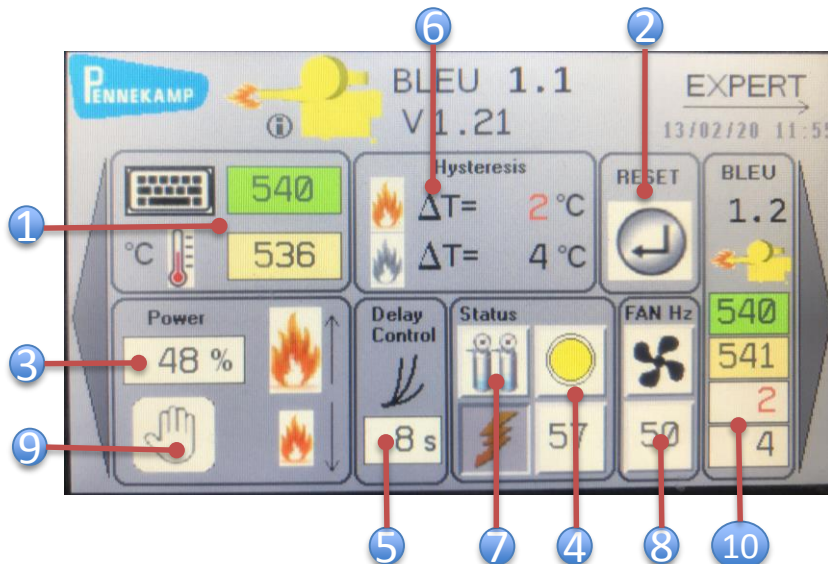 6
2
PENNEKAMP
BLEU 1.1
V 1.21
EXPERT
13/02/20 11:55
1
540
°C
536
Hysteresis
ΔT= 2 °C
ΔT= 4 °C
RESET
BLEU
1.2
540
541
2
4
3
Power
48 %
9
Delay
Control
8 s
Status
57
FAN Hz
50
5
7
4
8
10